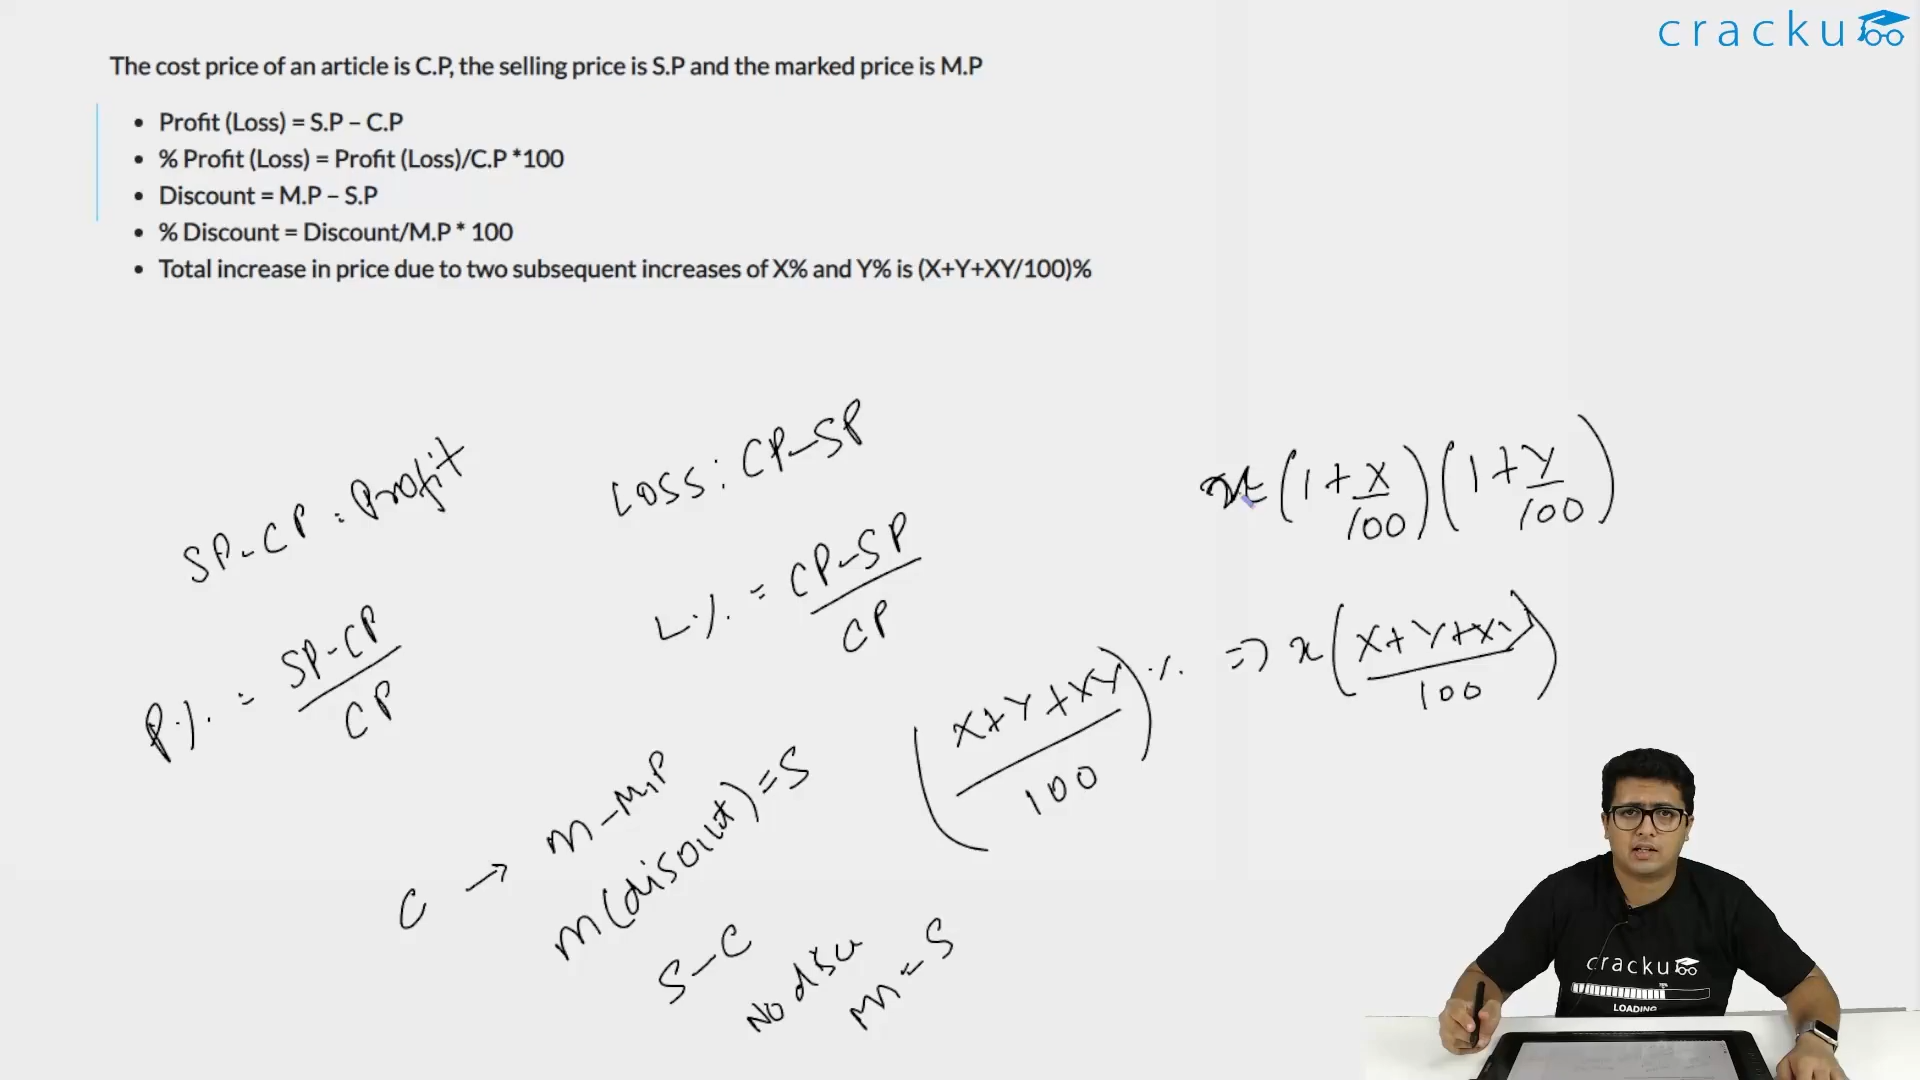 cracku
The cost price of an article is C.P, the selling price is S.P and the marked price is M.P
• Profit (Loss) = S.P – C.P
• % Profit (Loss) = Profit (Loss)/C.P *100
• Discount = M.P – S.P
• % Discount = Discount/M.P * 100
• Total increase in price due to two subsequent increases of X% and Y% is (X+Y+XY/100)%
SP-CP = Profit
P% = SP-CP / CP
Loss: CP-SP
L% = CP-SP / CP
x (1 + X/100)(1 + Y/100)
(X+Y+XY / 100) % => x (X+Y+XY / 100)
C → M - M.P
M (disount) = S
S-C
No disc
M = S
cracku
LOADING